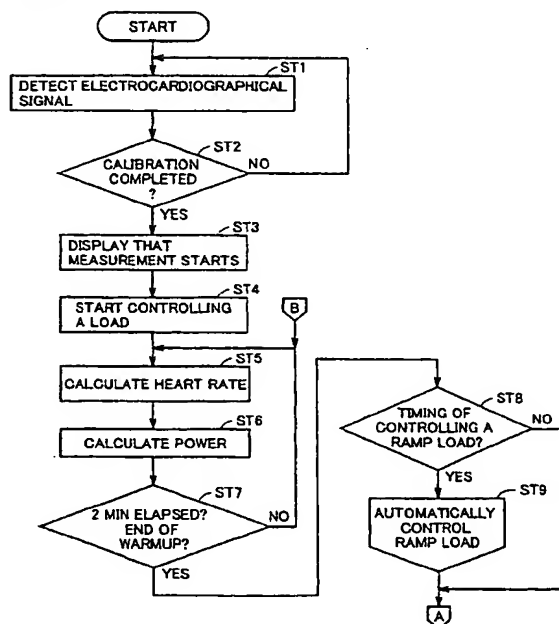 START
ST1
DETECT ELECTROCARDIOGRAPHICAL
SIGNAL
ST2
CALIBRATION
COMPLETED
?
NO
YES
ST3
DISPLAY THAT
MEASUREMENT STARTS
ST4
START CONTROLLING
A LOAD
B
ST5
CALCULATE HEART RATE
ST6
CALCULATE POWER
ST7
2 MIN ELAPSED?
END OF
WARMUP?
NO
YES
ST8
TIMING OF
CONTROLLING A
RAMP LOAD?
NO
YES
ST9
AUTOMATICALLY
CONTROL
RAMP LOAD
A